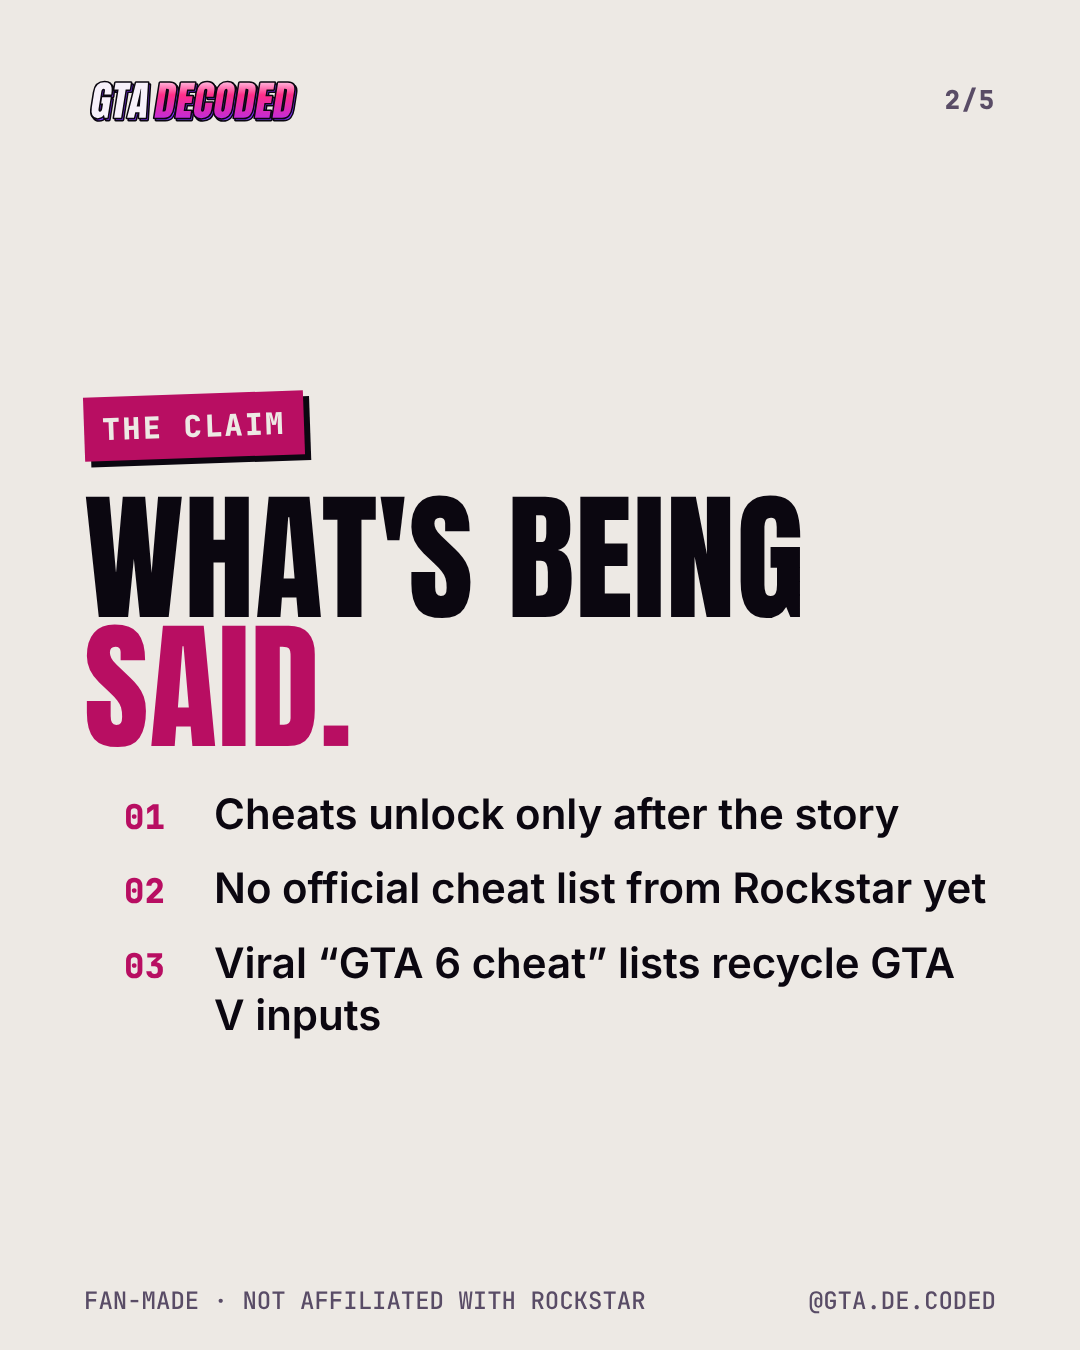 GTA DECODED
2/5
THE CLAIM
WHAT'S BEING
SAID.
01 Cheats unlock only after the story
02 No official cheat list from Rockstar yet
03 Viral “GTA 6 cheat” lists recycle GTA
V inputs
FAN-MADE · NOT AFFILIATED WITH ROCKSTAR
@GTA.DE.CODED